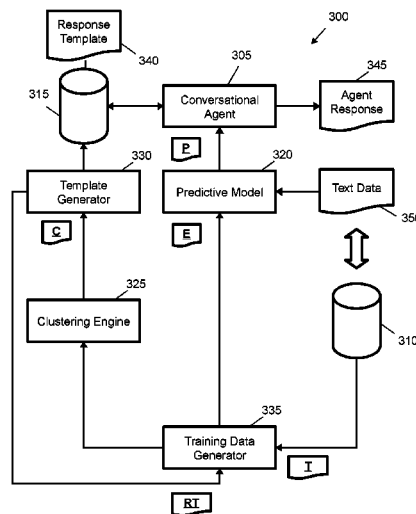 300
Response
Template
340
315
305
Conversational
Agent
345
Agent
Response
P
330
Template
Generator
320
Predictive Model
Text Data
350
C
E
325
Clustering Engine
310
335
Training Data
Generator
T
RT